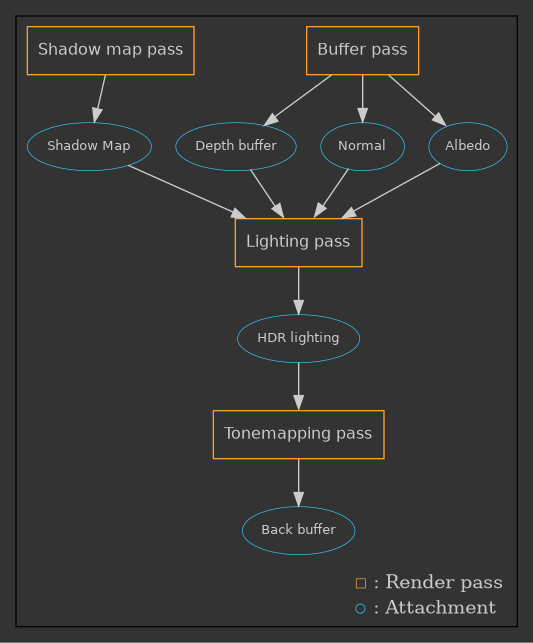 Shadow map pass
Buffer pass
Shadow Map
Depth buffer
Normal
Albedo
Lighting pass
HDR lighting
Tonemapping pass
Back buffer
: Render pass
: Attachment